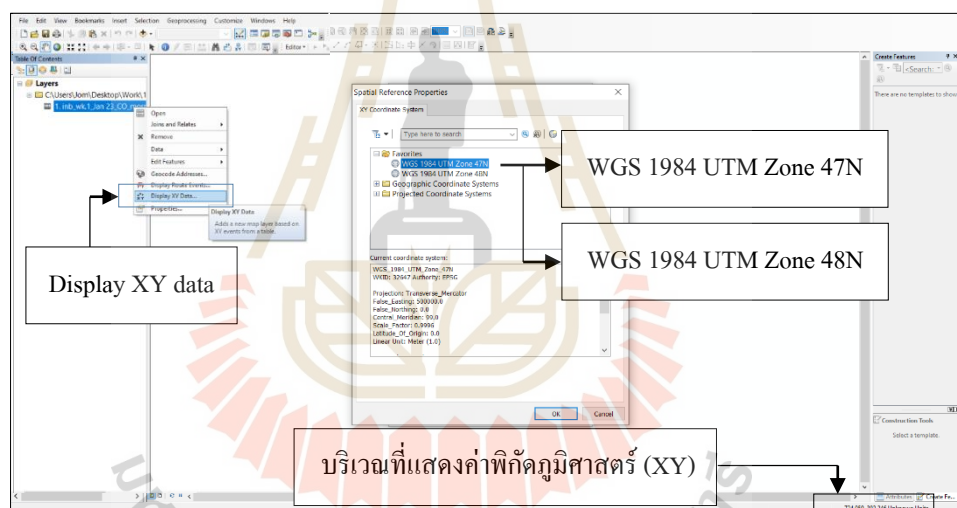 File Edit View Bookmarks Insert Selection Geoprocessing Customize Windows Help
Editor
Table Of Contents
Layers
C:\Users\Jom\Desktop\Work\1
Open
Joins and Relates
Remove
Data
Edit Features
Geocode Addresses...
Display Route Events...
Display XY Data...
Properties...
Display XY Data
Adds a new map layer based on
XY events from a table.
Display XY data
Spatial Reference Properties
XY Coordinate System
Type here to search
Favorites
WGS 1984 UTM Zone 47N
WGS 1984 UTM Zone 48N
Geographic Coordinate Systems
Projected Coordinate Systems
Current coordinate system:
WGS_1984_UTM_Zone_47N
WKID: 32647 Authority: EPSG
Projection: Transverse_Mercator
False_Easting: 500000.0
False_Northing: 0.0
Central_Meridian: 99.0
Scale_Factor: 0.9996
Latitude_Of_Origin: 0.0
Linear Unit: Meter (1.0)
OK Cancel
WGS 1984 UTM Zone 47N
WGS 1984 UTM Zone 48N
บริเวณที่แสดงค่าพิกัดภูมิศาสตร์ (XY)
Create Features
<Search:
There are no templates to show
Construction Tools
Select a template.
Attributes Create Fe...
Unknown Units